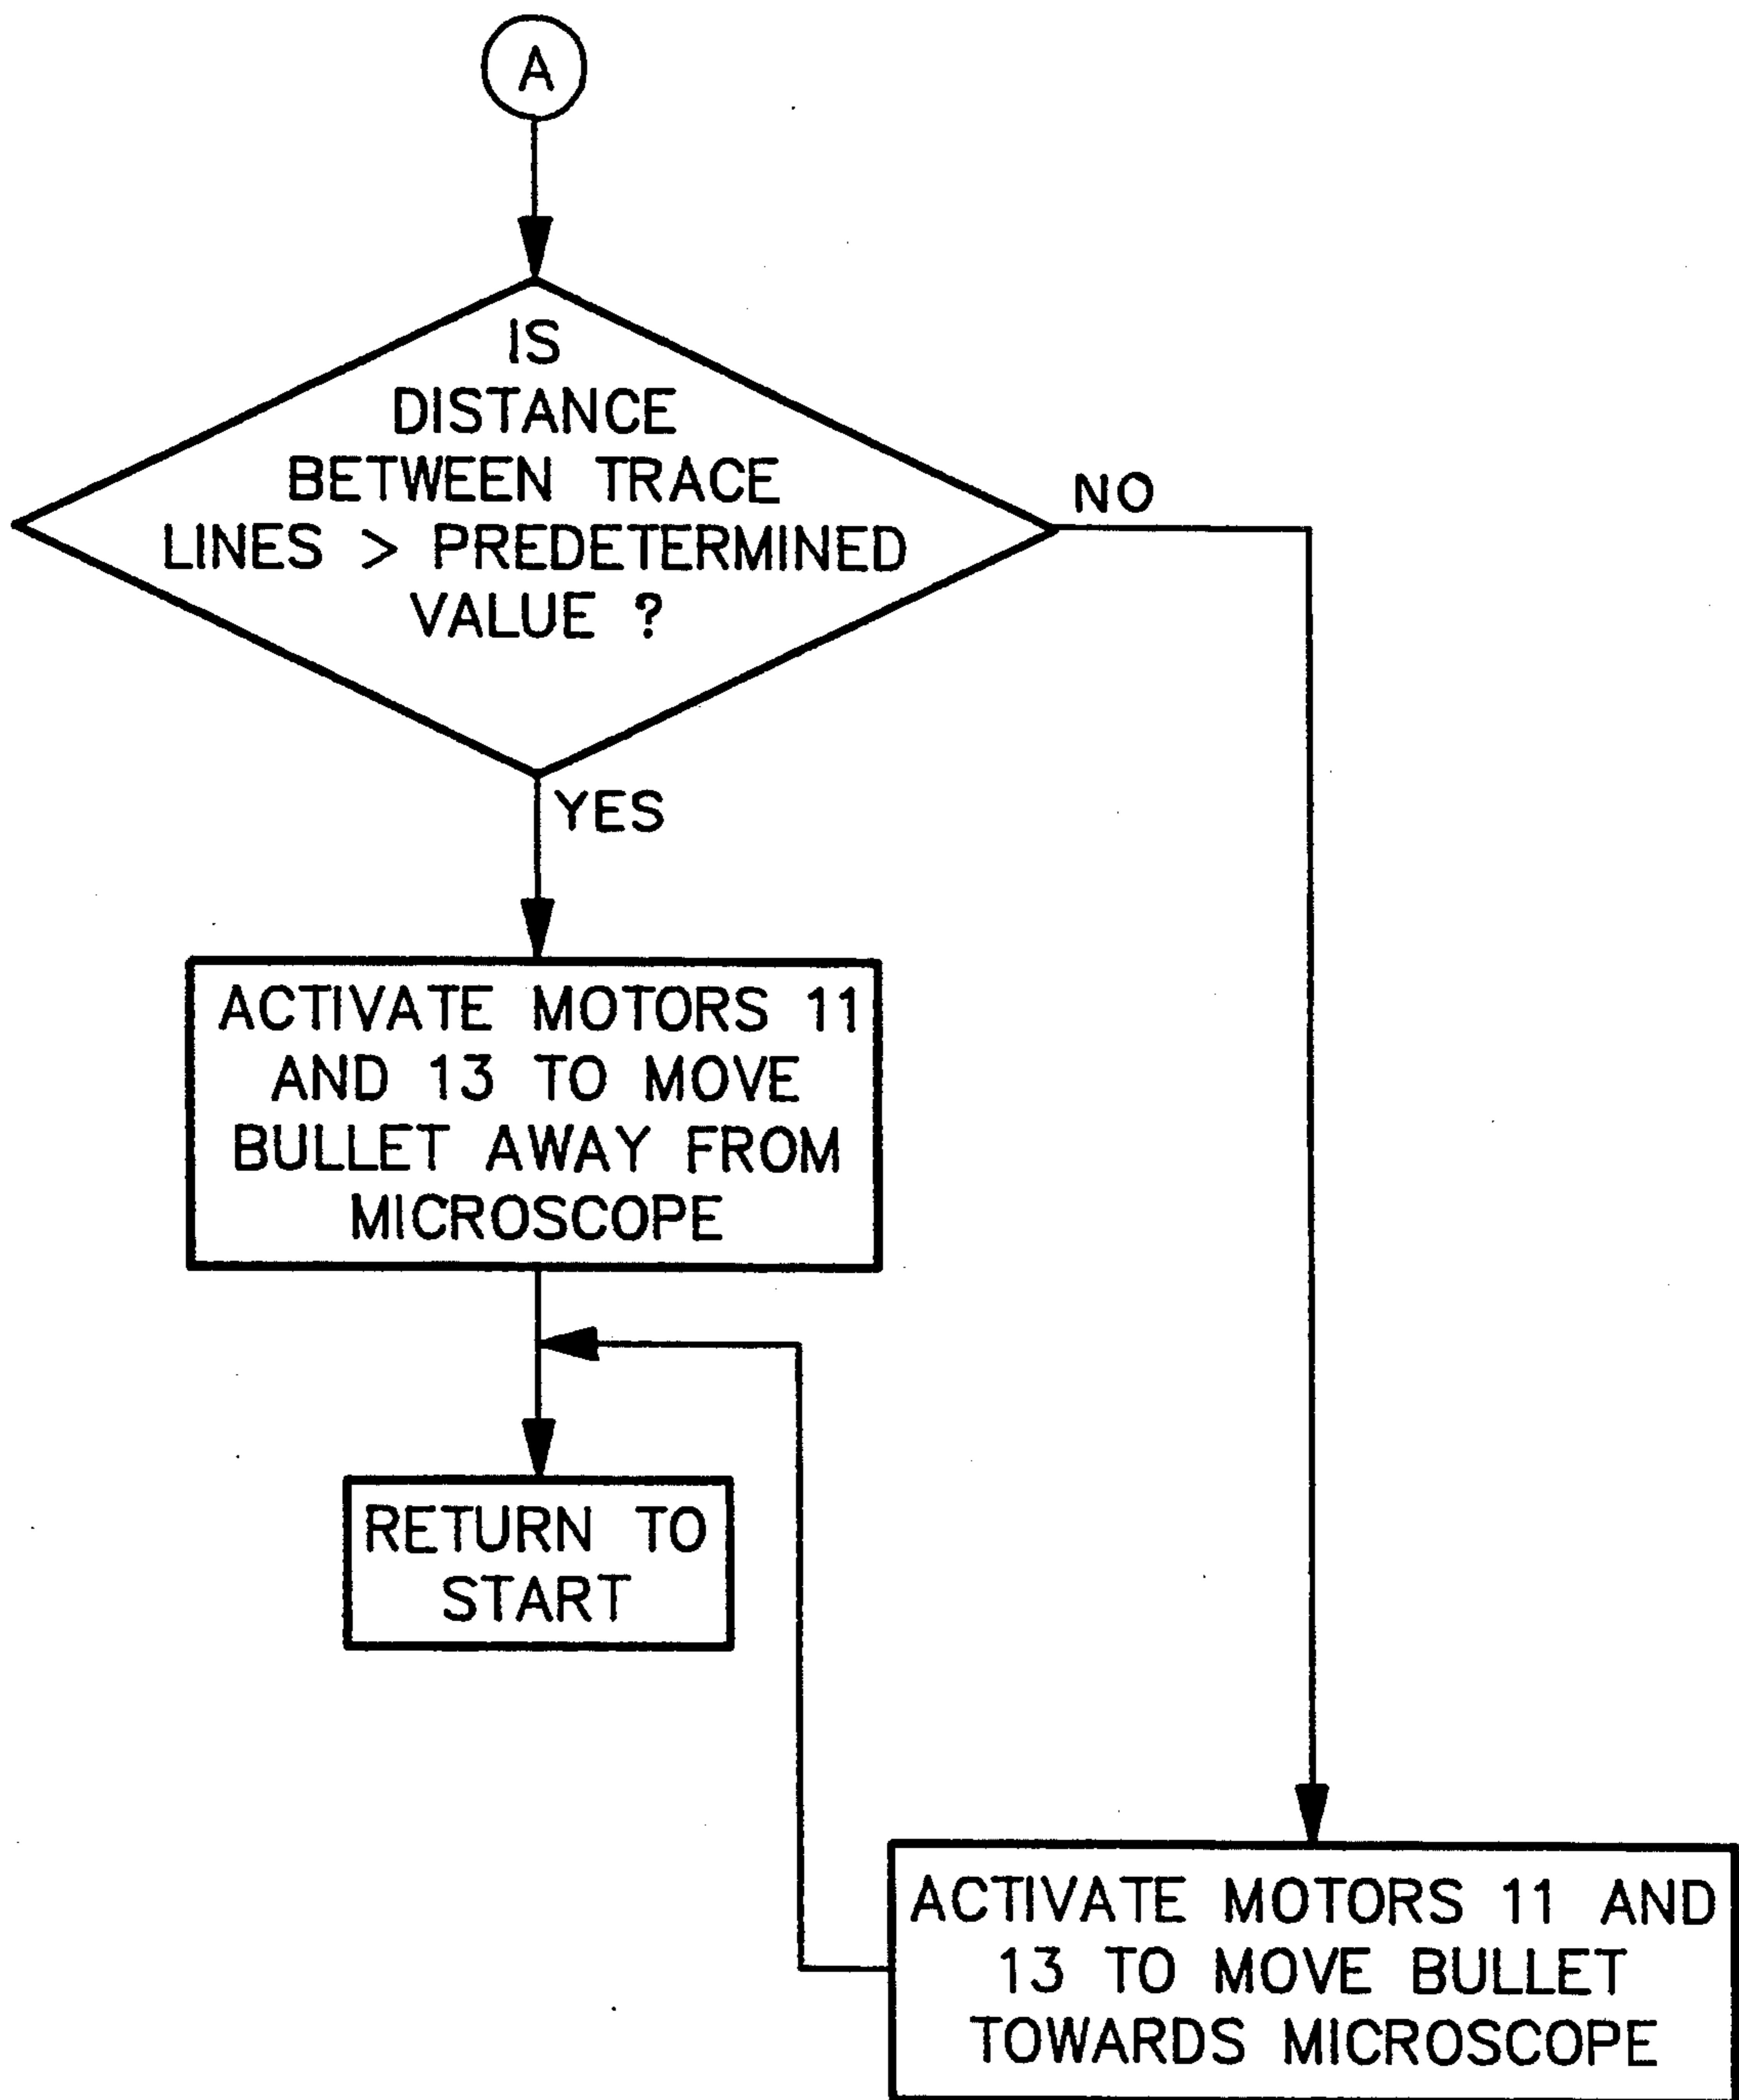 A
IS
DISTANCE
BETWEEN TRACE
LINES > PREDETERMINED
VALUE ?
NO
YES
ACTIVATE MOTORS 11
AND 13 TO MOVE
BULLET AWAY FROM
MICROSCOPE
RETURN TO
START
ACTIVATE MOTORS 11 AND
13 TO MOVE BULLET
TOWARDS MICROSCOPE